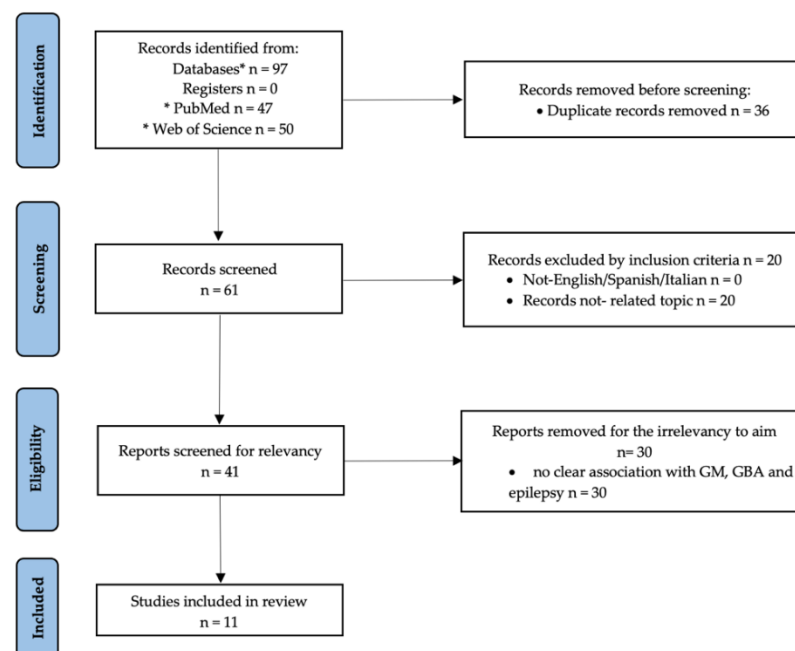 Identification
Records identified from:
Databases* n = 97
Registers n = 0
* PubMed n = 47
* Web of Science n = 50
Records removed before screening:
• Duplicate records removed n = 36
Screening
Records screened
n = 61
Records excluded by inclusion criteria n = 20
• Not-English/Spanish/Italian n = 0
• Records not- related topic n = 20
Eligibility
Reports screened for relevancy
n = 41
Reports removed for the irrelevancy to aim
n= 30
• no clear association with GM, GBA and
epilepsy n = 30
Included
Studies included in review
n = 11